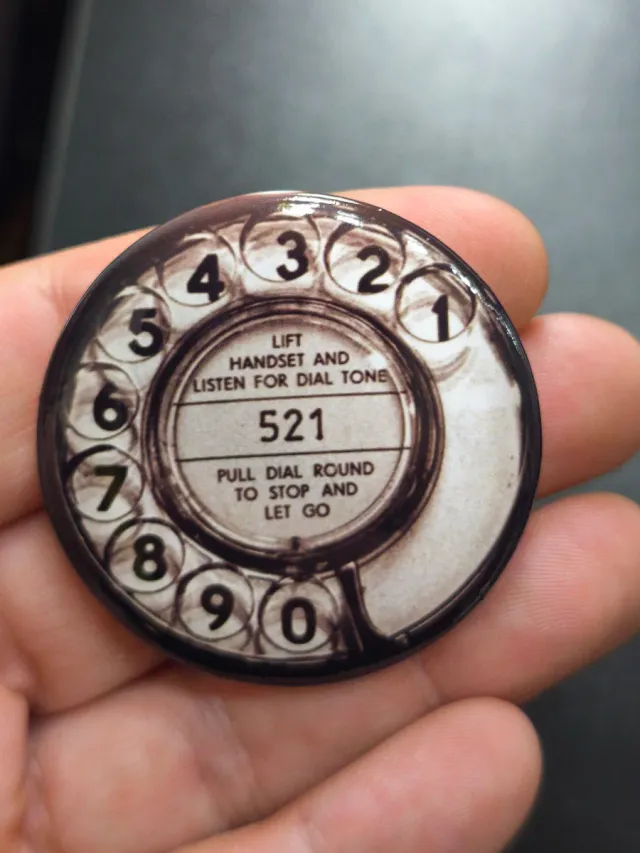 3
2
4
1
5
LIFT
HANDSET AND
LISTEN FOR DIAL TONE
6
521
7
PULL DIAL ROUND
TO STOP AND
LET GO
8
9
0